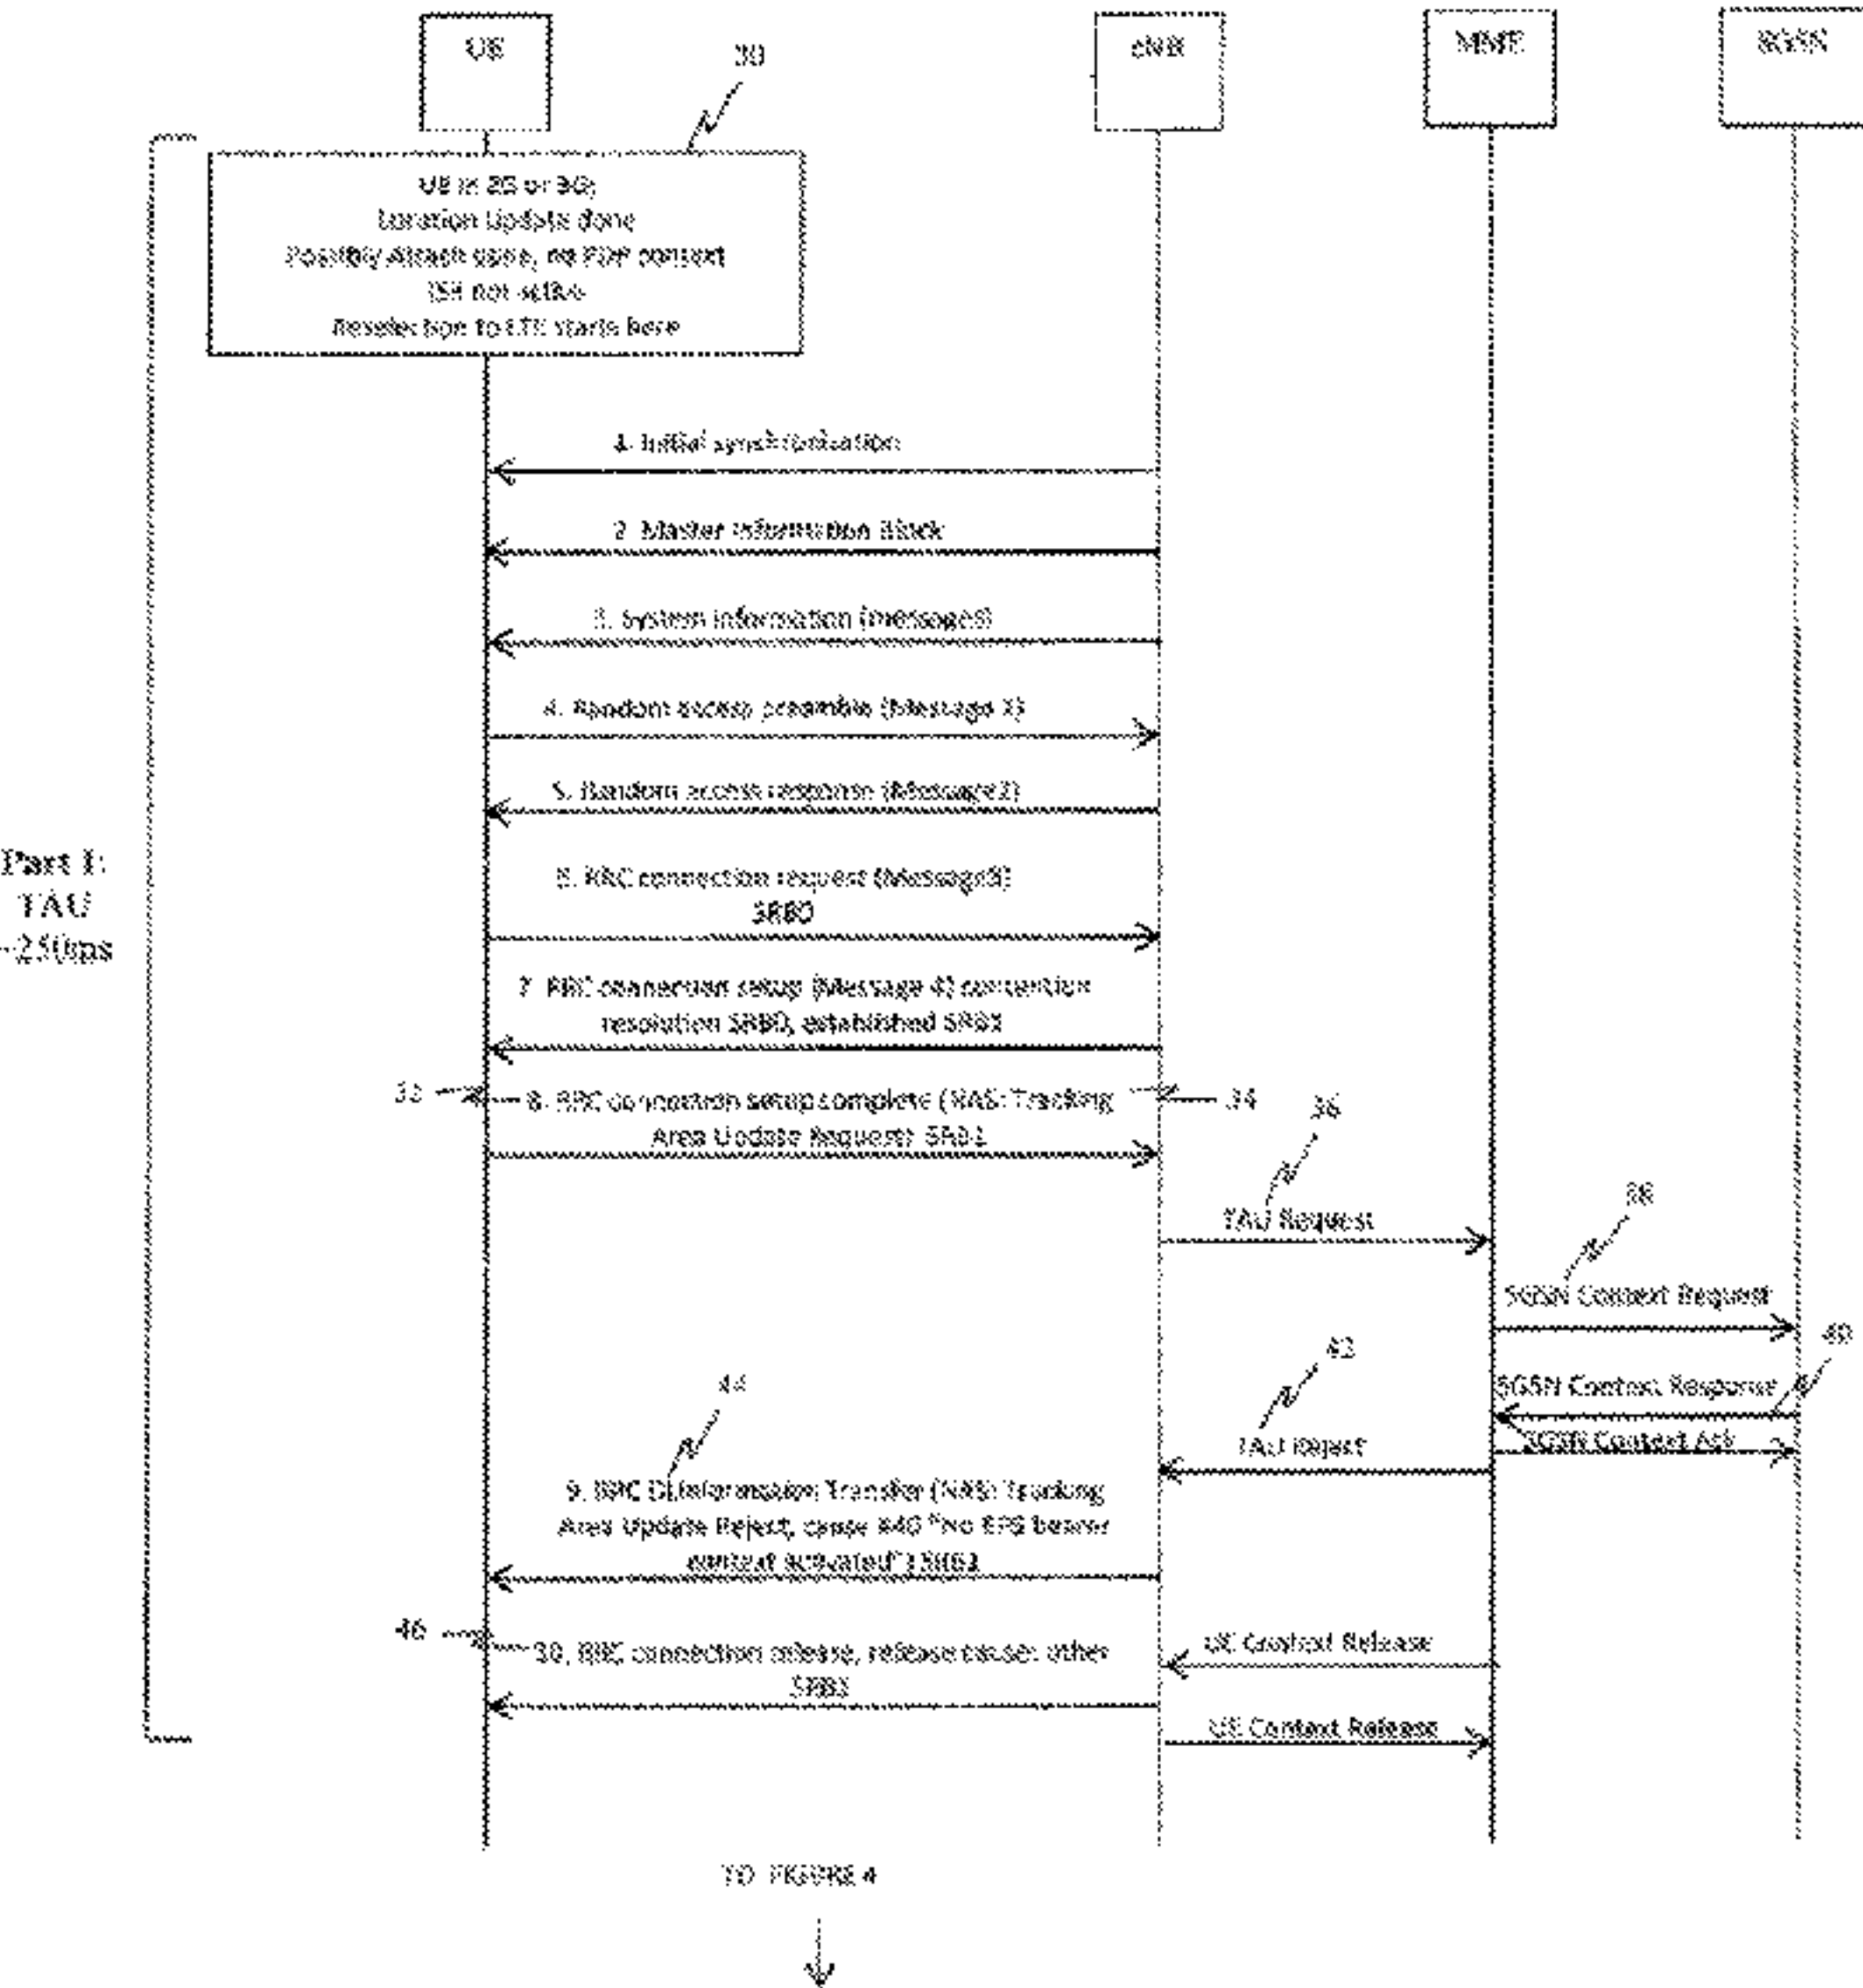 UE
30
eNB
MME
SGSN
UE in 2G or 3G;
Location Update done
Possibly Attach done, no PDP context
ISR not active
Reselection to LTE starts here
1. Initial synchronization
2. Master Information Block
3. System information (messages)
4. Random access preamble (Message 1)
5. Random access response (Message2)
Part I:
TAU
~250ms
6. RRC connection request (Message3)
SRB0
7. RRC connection setup (Message 4) contention
resolution SRB0, established SRB1
32
8. RRC connection setup complete (NAS: Tracking
Area Update Request) SRB1
34
36
TAU Request
38
SGSN Context Request
40
SGSN Context Response
SGSN Context Ack
42
TAU Reject
44
9. RRC DLInformation Transfer (NAS: Tracking
Area Update Reject, cause #40 "No EPS bearer
context activated") SRB1
46
10. RRC connection release, release cause: other
SRB1
UE Context Release
UE Context Release
TO FIGURE 4